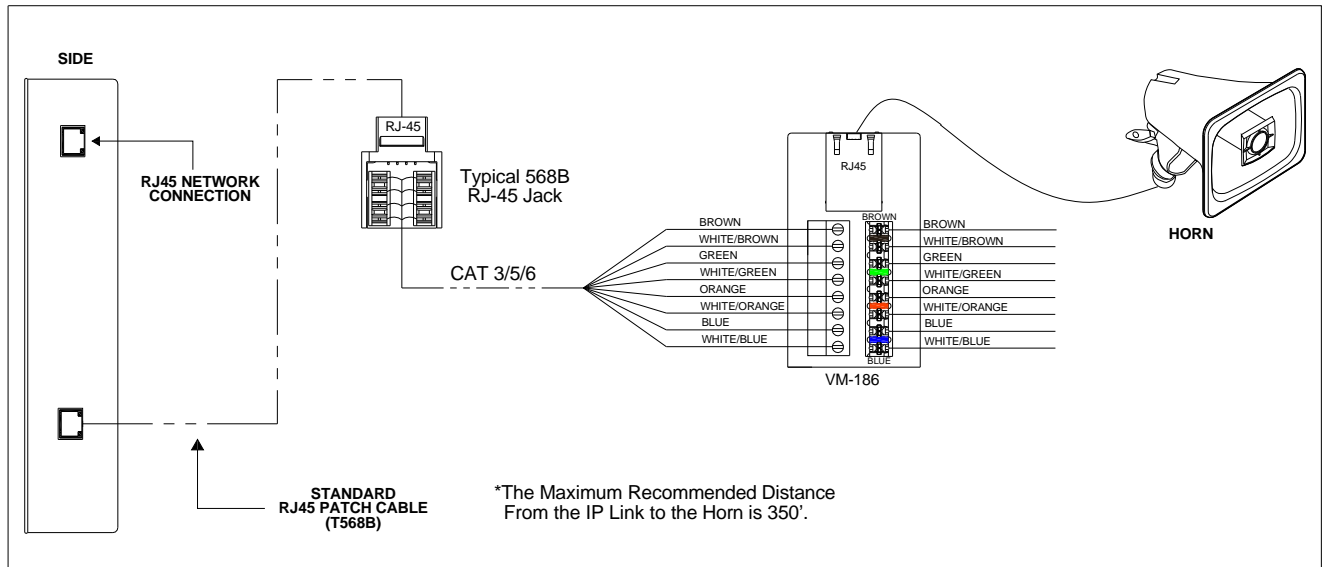 SIDE
RJ45 NETWORK
CONNECTION
STANDARD
RJ45 PATCH CABLE
(T568B)
RJ-45
Typical 568B
RJ-45 Jack
CAT 3/5/6
*The Maximum Recommended Distance
From the IP Link to the Horn is 350'.
BROWN
WHITE/BROWN
GREEN
WHITE/GREEN
ORANGE
WHITE/ORANGE
BLUE
WHITE/BLUE
RJ45
BROWN
BLUE
VM-186
BROWN
WHITE/BROWN
GREEN
WHITE/GREEN
ORANGE
WHITE/ORANGE
BLUE
WHITE/BLUE
HORN